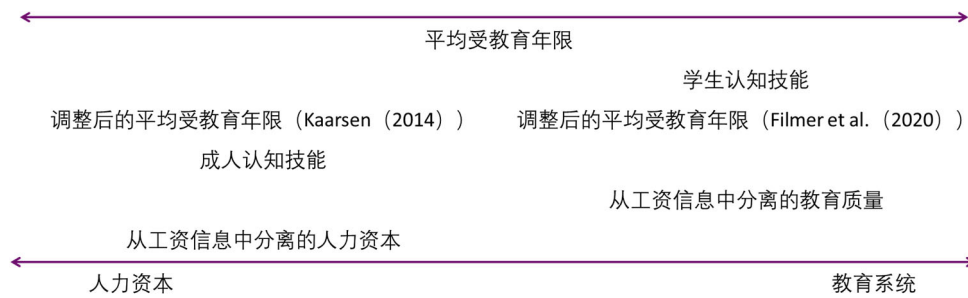 平均受教育年限
学生认知技能
调整后的平均受教育年限（Kaarsen（2014）） 调整后的平均受教育年限（Filmer et al.（2020））
成人认知技能
从工资信息中分离的教育质量
从工资信息中分离的人力资本
人力资本 教育系统